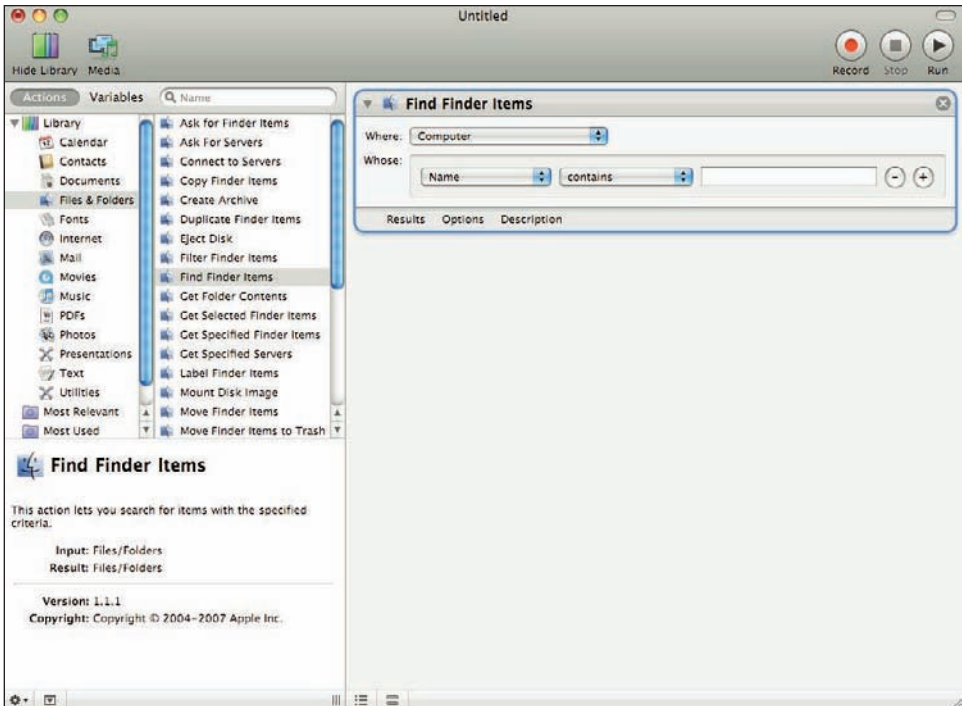 Untitled
Hide Library Media
Record Stop Run
Actions Variables Name
Library
Calendar
Contacts
Documents
Files & Folders
Fonts
Internet
Mail
Movies
Music
PDFs
Photos
Presentations
Text
Utilities
Most Relevant
Most Used
Ask for Finder Items
Ask For Servers
Connect to Servers
Copy Finder Items
Create Archive
Duplicate Finder Items
Eject Disk
Filter Finder Items
Find Finder Items
Get Folder Contents
Get Selected Finder Items
Get Specified Finder Items
Get Specified Servers
Label Finder Items
Mount Disk Image
Move Finder Items
Move Finder Items to Trash
Find Finder Items
This action lets you search for items with the specified
criteria.
Input: Files/Folders
Result: Files/Folders
Version: 1.1.1
Copyright: Copyright © 2004–2007 Apple Inc.
Find Finder Items
Where: Computer
Whose:
Name contains
Results Options Description